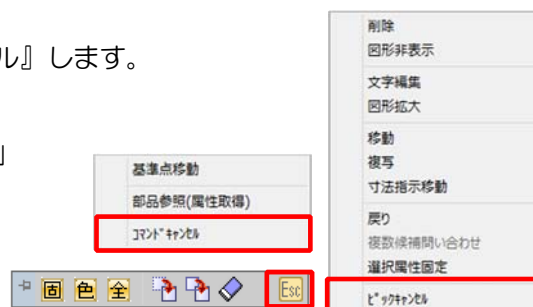 ル』します。
」
基準点移動
部品参照(属性取得)
ｺﾏﾝﾄﾞｷｬﾝｾﾙ
固 色 全 Esc
削除
図形非表示
文字編集
図形拡大
移動
複写
寸法指示移動
戻り
複数候補問い合わせ
選択属性固定
ﾋﾟｯｸｷｬﾝｾﾙ